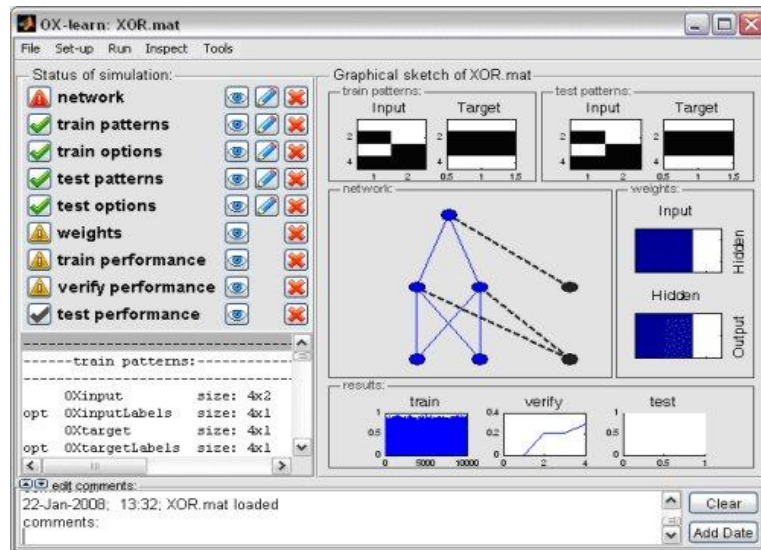 OX-learn: XOR.mat
File Set-up Run Inspect Tools
Status of simulation:
network
train patterns
train options
test patterns
test options
weights
train performance
verify performance
test performance
------train patterns:----------
OXinput size: 4x2
opt OXinputLabels size: 4x1
OXtarget size: 4x1
opt OXtargetLabels size: 4x1
Graphical sketch of XOR.mat
train patterns:
Input Target
2 2
4 4
1 2 0.5 1 1.5
test patterns:
Input Target
2 2
4 4
1 2 0.5 1 1.5
network:
weights:
Input
Hidden
Hidden
Output
results:
train verify test
1 0.4 1
0.5 0.2 0.5
0 0 0
0 5000 10000 0 2 4 0 0.5 1
edit comments:
22-Jan-2008; 13:32; XOR.mat loaded
comments:
Clear
Add Date